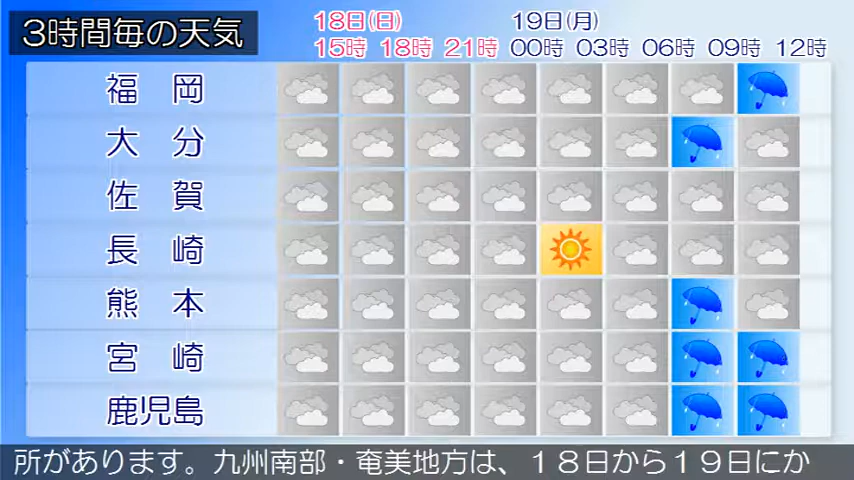 3時間毎の天気
18日(日) 19日(月)
15時 18時 21時 00時 03時 06時 09時 12時
福岡
大分
佐賀
長崎
熊本
宮崎
鹿児島
所があります。九州南部・奄美地方は、１８日から１９日にか